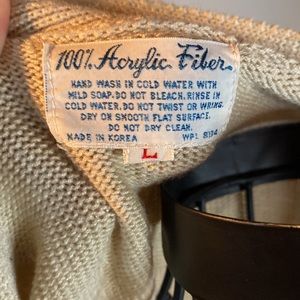 100% Acrylic Fiber
HAND WASH IN COLD WATER WITH
MILD SOAP. DO NOT BLEACH. RINSE IN
COLD WATER. DO NOT TWIST OR WRING.
DRY ON SMOOTH FLAT SURFACE.
DO NOT DRY CLEAN.
MADE IN KOREA WPL 8134
L